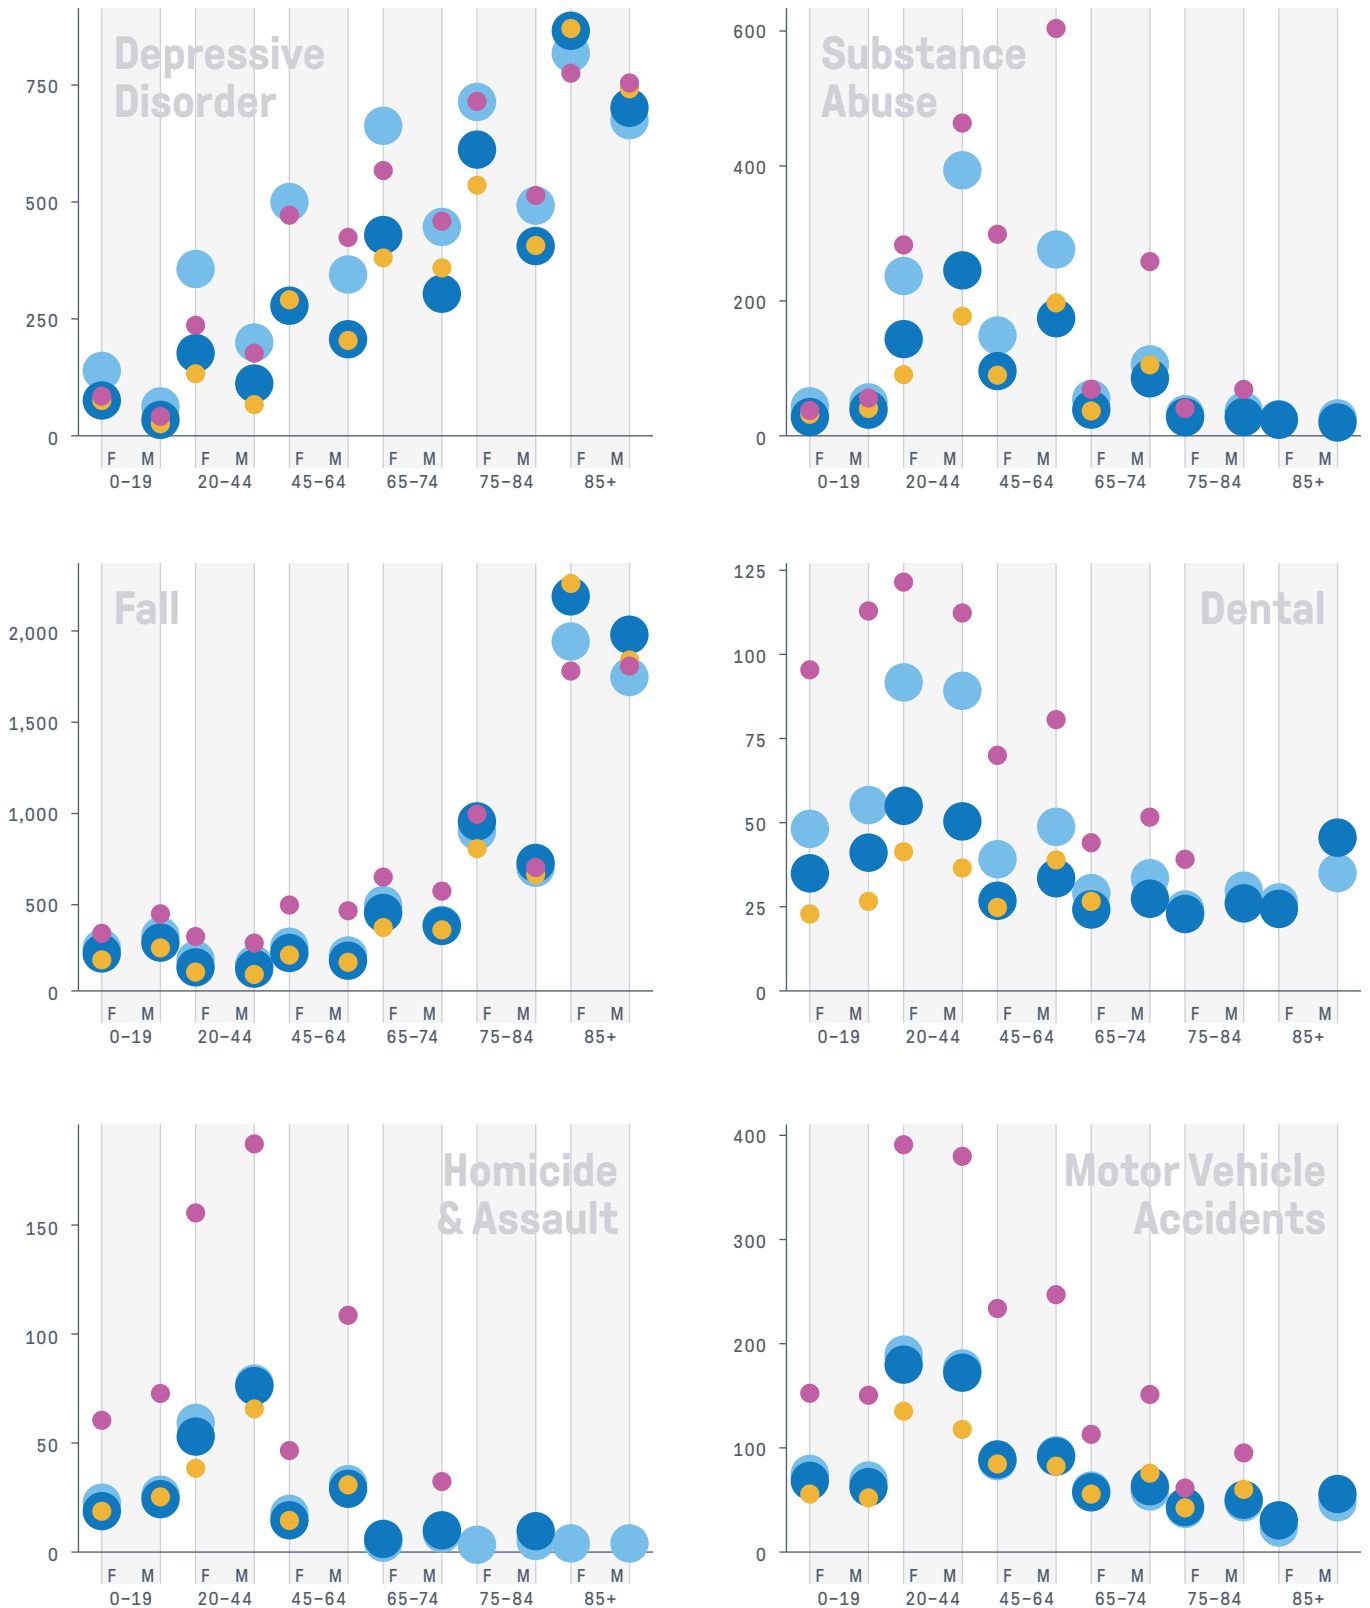 Depressive
Disorder
750
500
250
0
F M F M F M F M F M F M
0–19 20–44 45–64 65–74 75–84 85+
Substance
Abuse
600
400
200
0
F M F M F M F M F M F M
0–19 20–44 45–64 65–74 75–84 85+
Fall
2,000
1,500
1,000
500
0
F M F M F M F M F M F M
0–19 20–44 45–64 65–74 75–84 85+
Dental
125
100
75
50
25
0
F M F M F M F M F M F M
0–19 20–44 45–64 65–74 75–84 85+
Homicide
& Assault
150
100
50
0
F M F M F M F M F M F M
0–19 20–44 45–64 65–74 75–84 85+
Motor Vehicle
Accidents
400
300
200
100
0
F M F M F M F M F M F M
0–19 20–44 45–64 65–74 75–84 85+